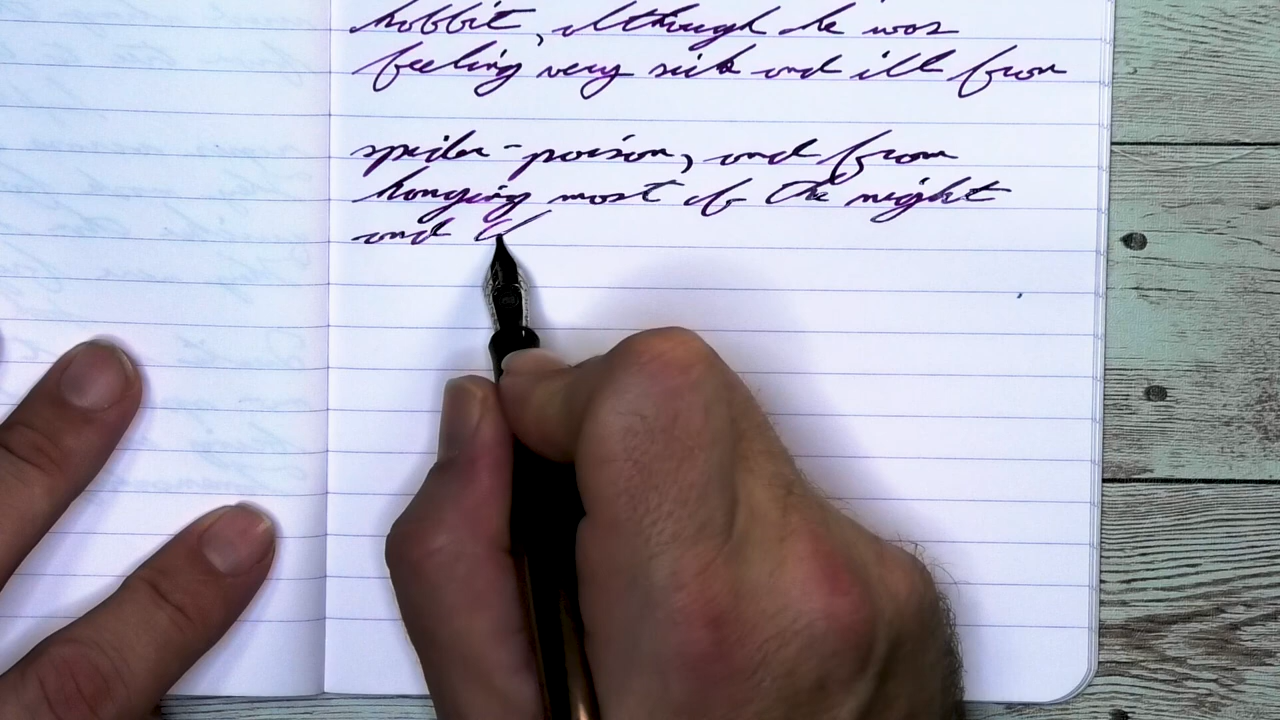 hobbit, although he was
feeling very sick and ill from
spider-poison, and from
hanging most of the night
and